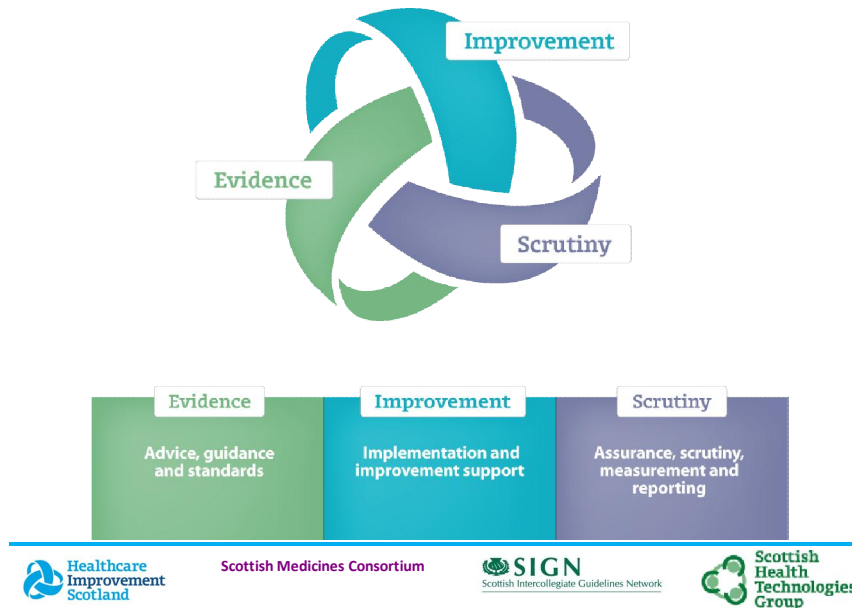 Improvement
Evidence
Scrutiny
Evidence
Improvement
Scrutiny
Advice, guidance
and standards
Implementation and
improvement support
Assurance, scrutiny,
measurement and
reporting
Healthcare
Improvement
Scotland
Scottish Medicines Consortium
SIGN
Scottish Intercollegiate Guidelines Network
Scottish
Health
Technologies
Group